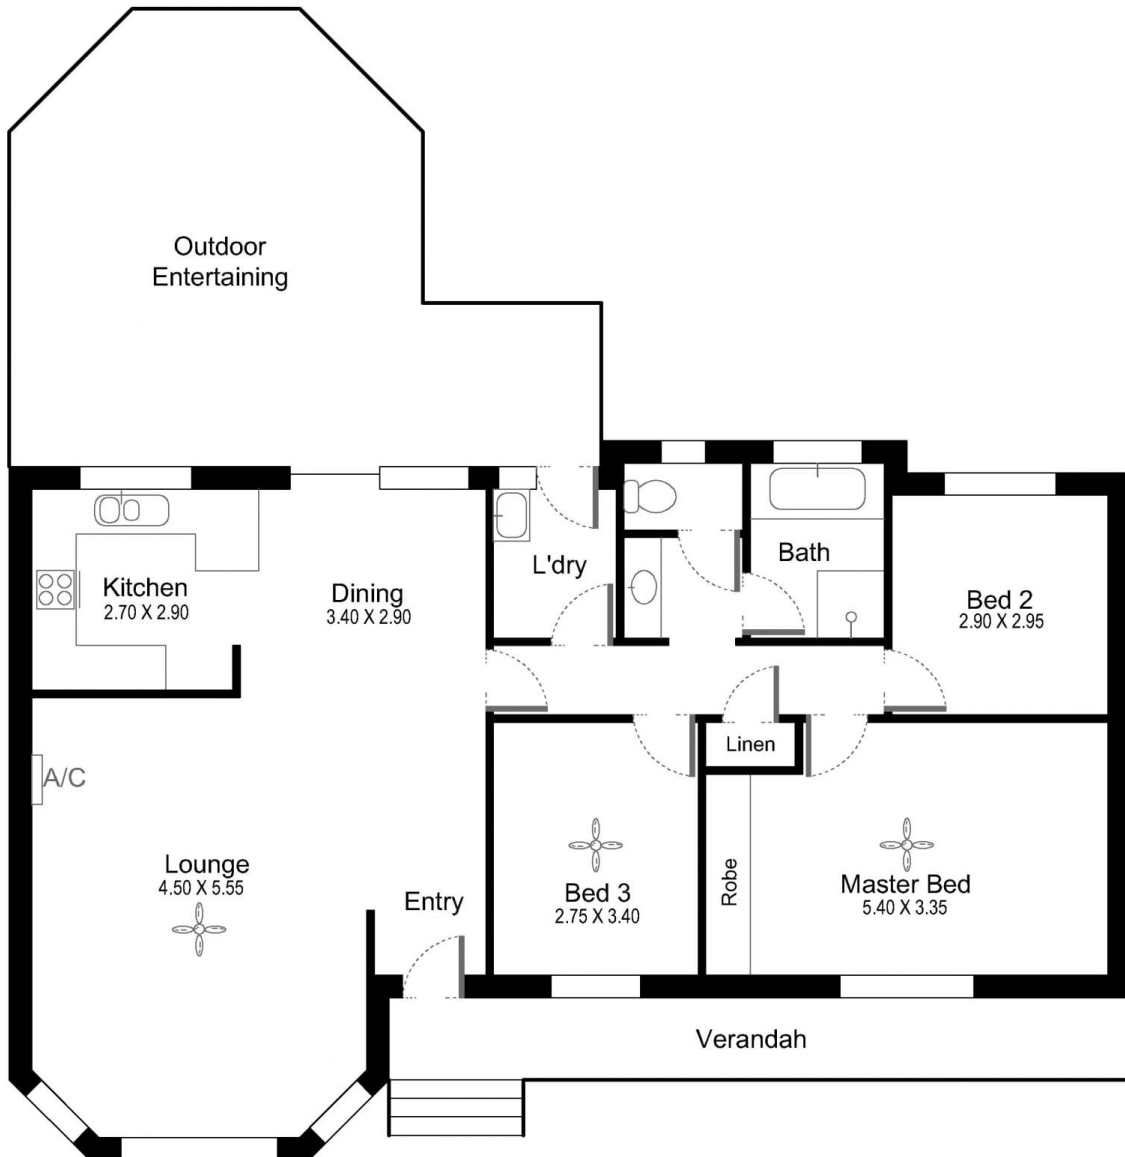 Outdoor
Entertaining
L'dry
Bath
Kitchen
2.70 X 2.90
Dining
3.40 X 2.90
Bed 2
2.90 X 2.95
Linen
A/C
Lounge
4.50 X 5.55
Entry
Bed 3
2.75 X 3.40
Robe
Master Bed
5.40 X 3.35
Verandah